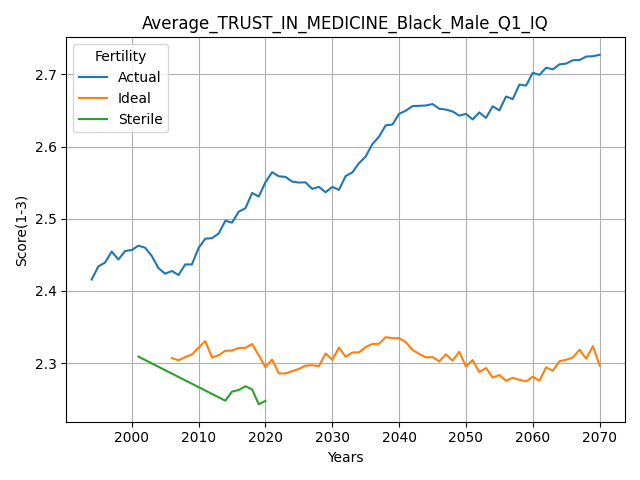 Average_TRUST_IN_MEDICINE_Black_Male_Q1_IQ
Fertility
Actual
Ideal
Sterile
Score(1-3)
2.7
2.6
2.5
2.4
2.3
2000 2010 2020 2030 2040 2050 2060 2070
Years